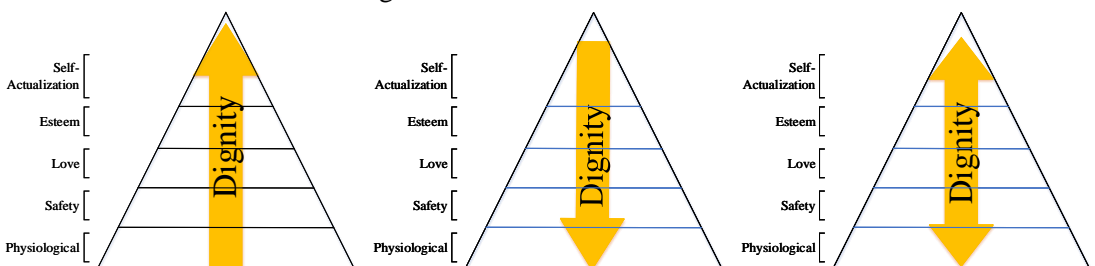 Self-
Actualization
Esteem
Love
Safety
Physiological
Dignity
Self-
Actualization
Esteem
Love
Safety
Physiological
Dignity
Self-
Actualization
Esteem
Love
Safety
Physiological
Dignity